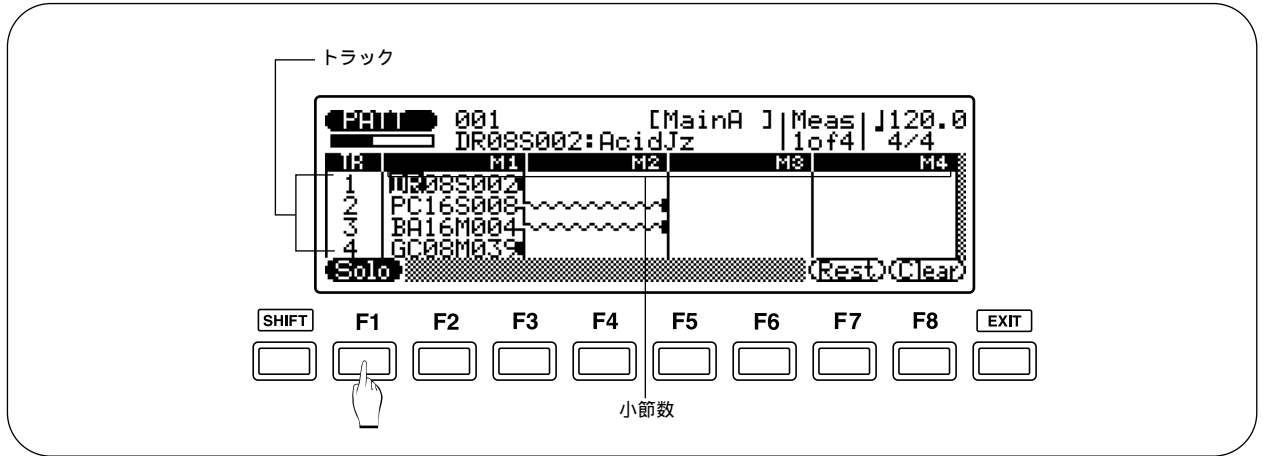 トラック
PATT 001 [MainA ] Meas ♩120.0
DR08S002:AcidJz 1of4 4/4
TR M1 M2 M3 M4
1 DR08S002
2 PC16S008
3 BA16M004
4 GC08M039
Solo Rest Clear
SHIFT F1 F2 F3 F4 F5 F6 F7 F8 EXIT
小節数